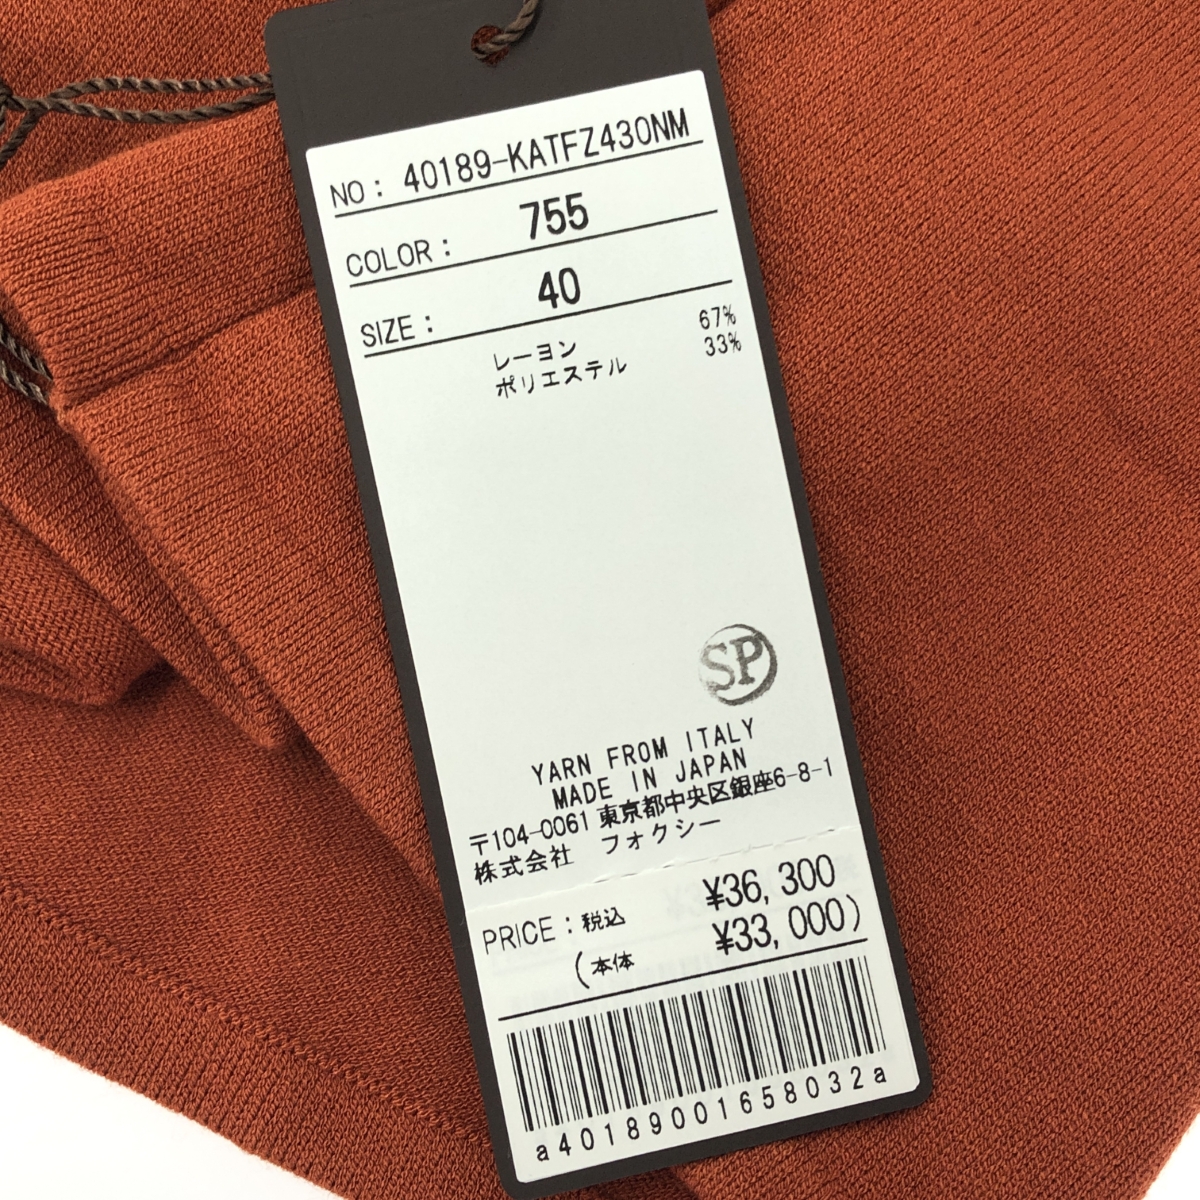 NO: 40189-KATFZ430NM
COLOR: 755
SIZE: 40
レーヨン 67%
ポリエステル 33%
SP
YARN FROM ITALY
MADE IN JAPAN
〒104-0061 東京都中央区銀座6-8-1
株式会社 フォクシー
PRICE: 税込 ¥36,300
(本体 ¥33,000)
a40189001658032a